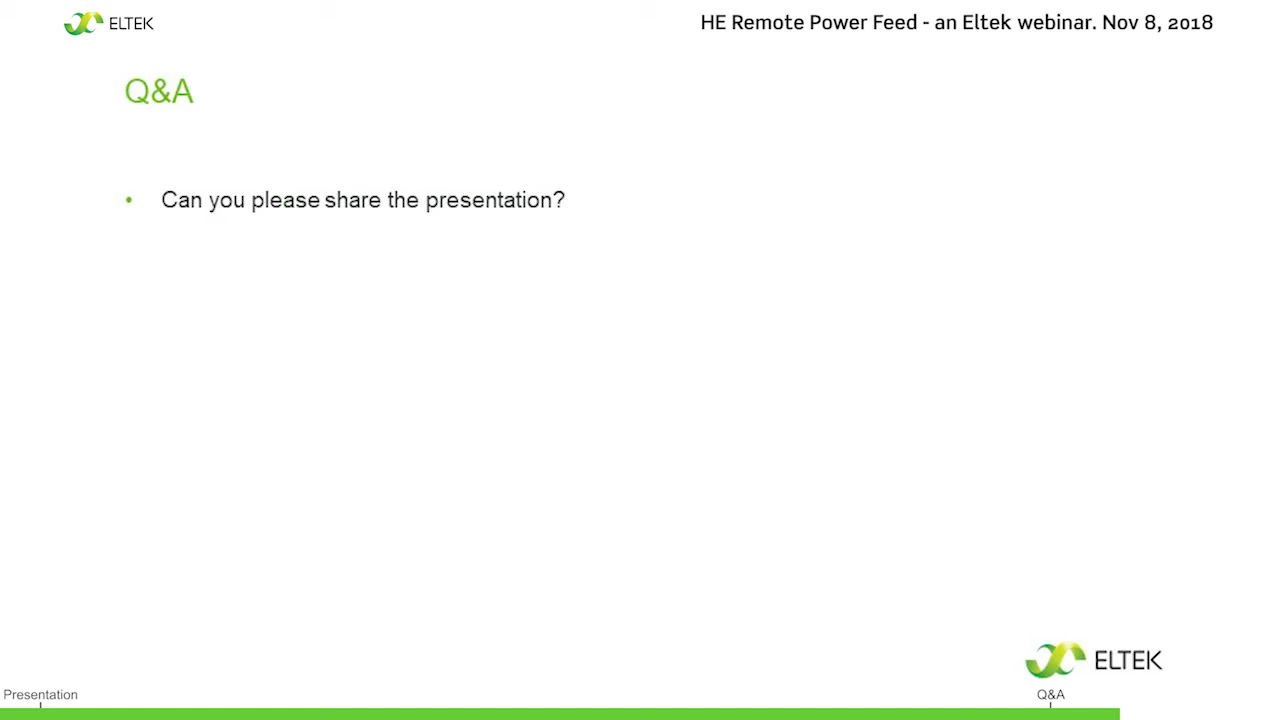 ELTEK
HE Remote Power Feed - an Eltek webinar. Nov 8, 2018
Q&A
• Can you please share the presentation?
ELTEK
Presentation
Q&A